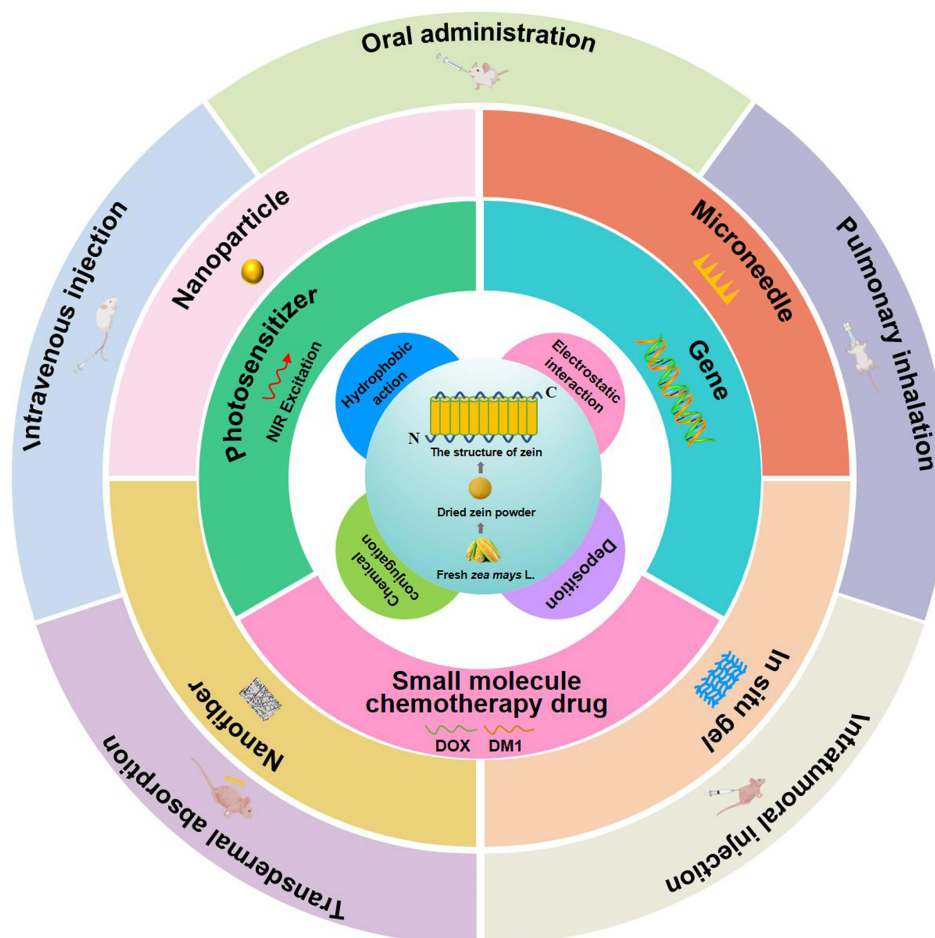 Oral administration
Intravenous injection
Pulmonary inhalation
Transdermal absorption
Intratumoral injection
Nanoparticle
Microneedle
Nanofiber
In situ gel
Photosensitizer
NIR Excitation
Gene
Small molecule
chemotherapy drug
DOX
DM1
Hydrophobic
action
Electrostatic
interaction
Chemical
conjugation
Deposition
C
N
The structure of zein
Dried zein powder
Fresh zea mays L.